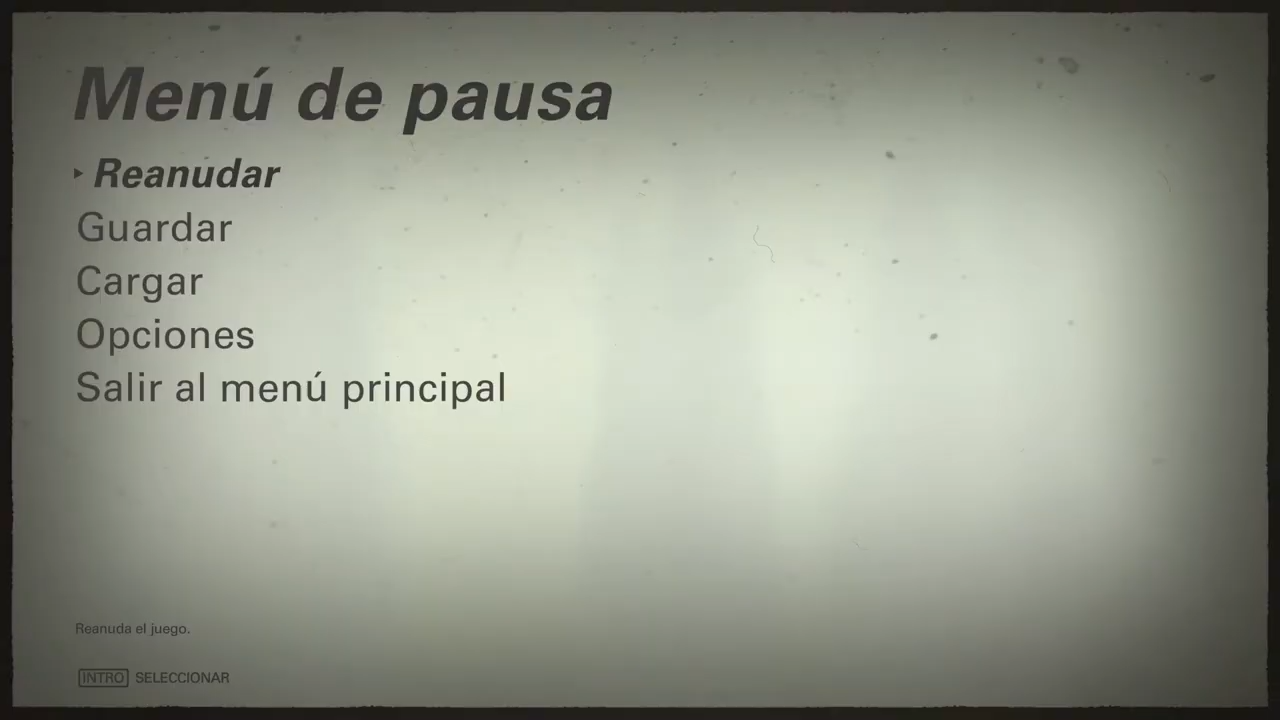 Menú de pausa
Reanudar
Guardar
Cargar
Opciones
Salir al menú principal
Reanuda el juego.
INTRO SELECCIONAR